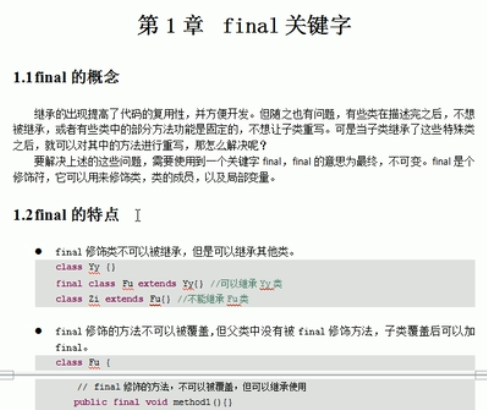 第 1 章 final 关键字
1.1final 的概念
继承的出现提高了代码的复用性，并方便开发。但随之也有问题，有些类在描述完之后，不想
被继承，或者有些类中的部分方法功能是固定的，不想让子类重写。可是当子类继承了这些特殊类
之后，就可以对其中的方法进行重写，那怎么解决呢？
要解决上述的这些问题，需要使用到一个关键字 final，final 的意思为最终，不可变。final 是个
修饰符，它可以用来修饰类，类的成员，以及局部变量。
1.2final 的特点
● final 修饰类不可以被继承，但是可以继承其他类。
class Yy {}
final class Fu extends Yy{} //可以继承 Yy 类
class Zi extends Fu{} //不能继承 Fu 类
● final 修饰的方法不可以被覆盖,但父类中没有被 final 修饰方法，子类覆盖后可以加
final。
class Fu {
// final 修饰的方法，不可以被覆盖，但可以继承使用
public final void method1(){}